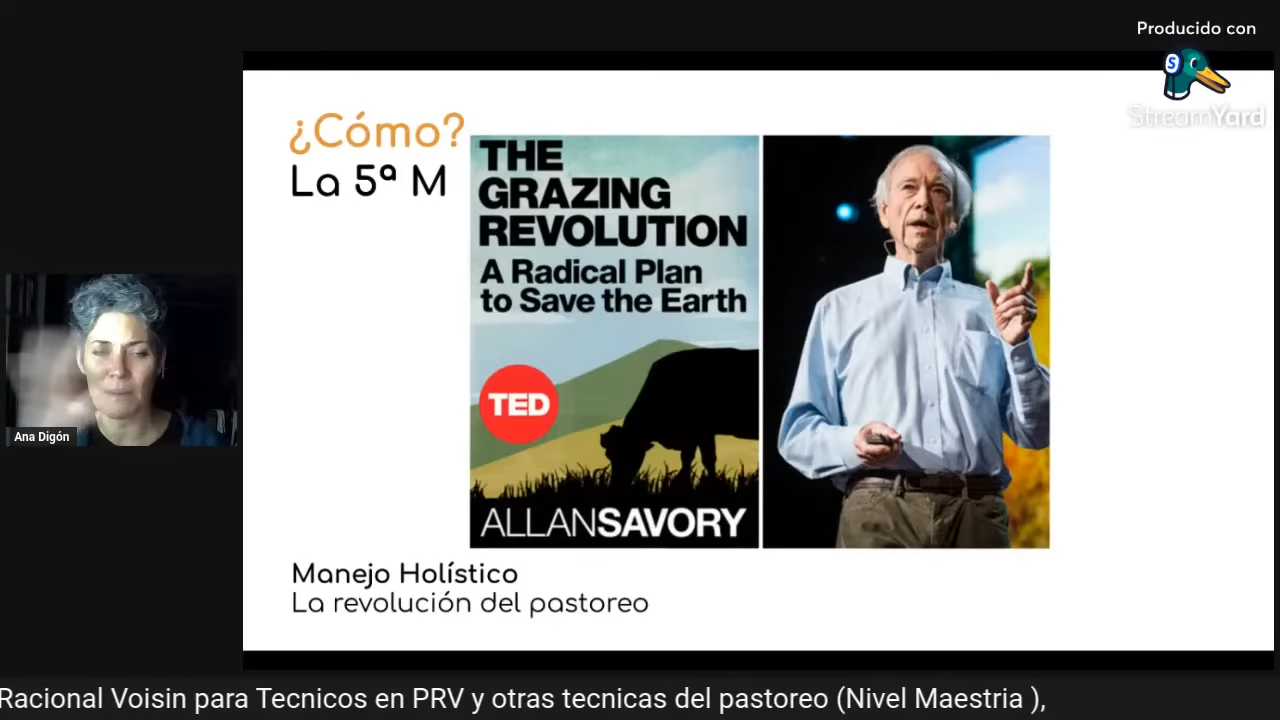 Producido con
StreamYard
¿Cómo?
La 5ª M
THE
GRAZING
REVOLUTION
A Radical Plan
to Save the Earth
TED
ALLANSAVORY
Ana Digón
Manejo Holístico
La revolución del pastoreo
Racional Voisin para Tecnicos en PRV y otras tecnicas del pastoreo (Nivel Maestria ),